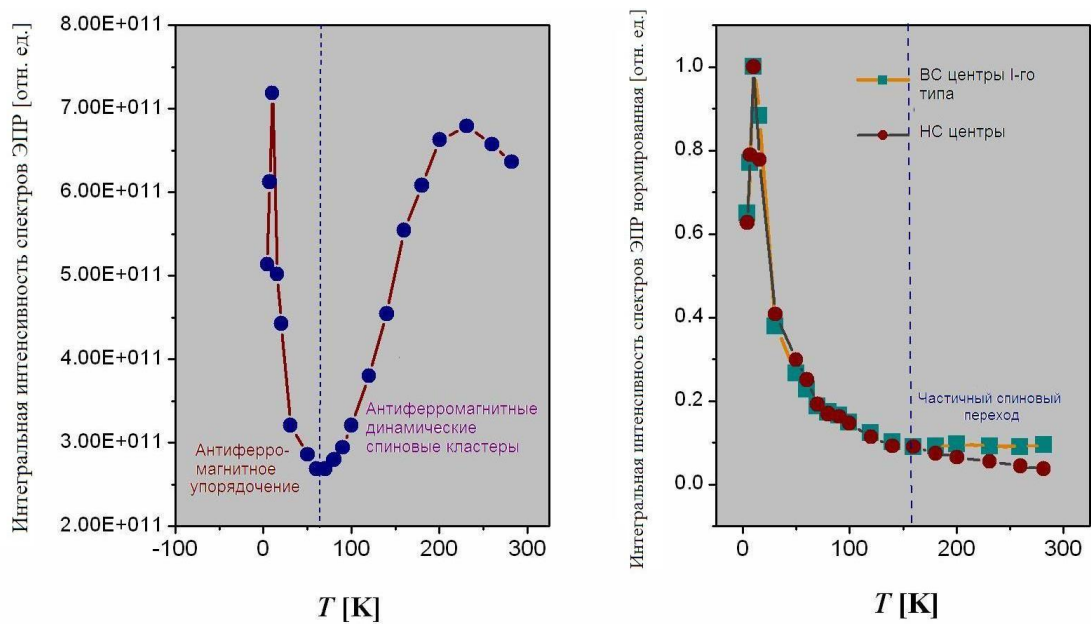 Интегральная интенсивность спектров ЭПР [отн. ед.]
8.00E+011
7.00E+011
6.00E+011
5.00E+011
4.00E+011
3.00E+011
2.00E+011
Антиферро-
магнитное
упорядочение
Антиферромагнитные
динамические
спиновые кластеры
-100 0 100 200 300
T [K]
Интегральная интенсивность спектров ЭПР нормированная [отн. ед.]
1.0
0.8
0.6
0.4
0.2
0.0
ВС центры I-го
типа
НС центры
Частичный спиновый
переход
0 100 200 300
T [K]